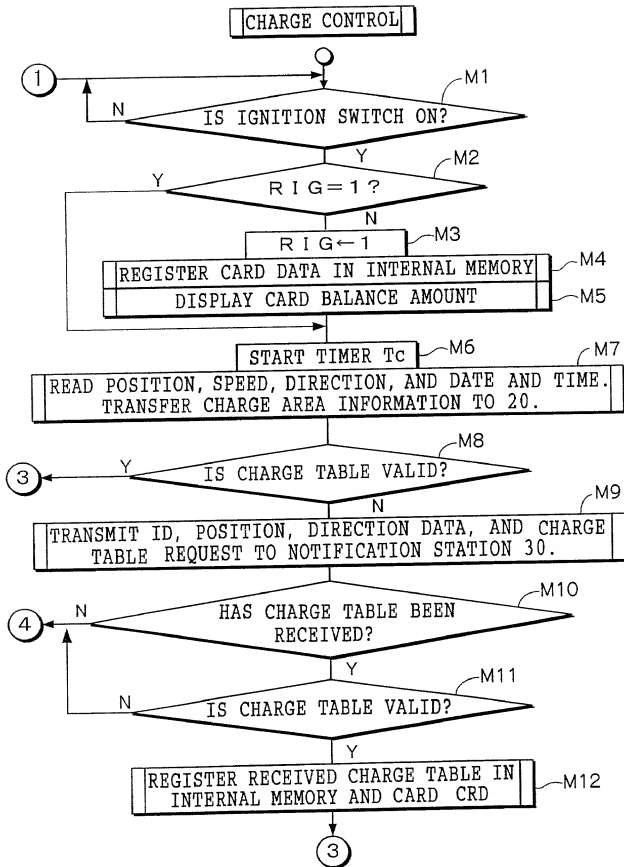 CHARGE CONTROL
1
M1
N
IS IGNITION SWITCH ON?
Y
M2
Y
RIG=1?
N
M3
RIG←1
M4
REGISTER CARD DATA IN INTERNAL MEMORY
DISPLAY CARD BALANCE AMOUNT
M5
M6
START TIMER Tc
M7
READ POSITION, SPEED, DIRECTION, AND DATE AND TIME.
TRANSFER CHARGE AREA INFORMATION TO 20.
M8
3
Y
IS CHARGE TABLE VALID?
N
M9
TRANSMIT ID, POSITION, DIRECTION DATA, AND CHARGE
TABLE REQUEST TO NOTIFICATION STATION 30.
M10
4
N
HAS CHARGE TABLE BEEN
RECEIVED?
Y
M11
N
IS CHARGE TABLE VALID?
Y
REGISTER RECEIVED CHARGE TABLE IN
INTERNAL MEMORY AND CARD CRD
M12
3